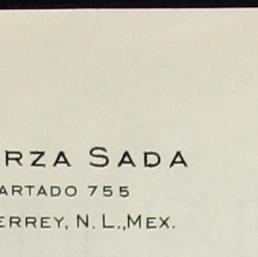 RZA SADA
ARTADO 755
ERREY, N.L., MEX.